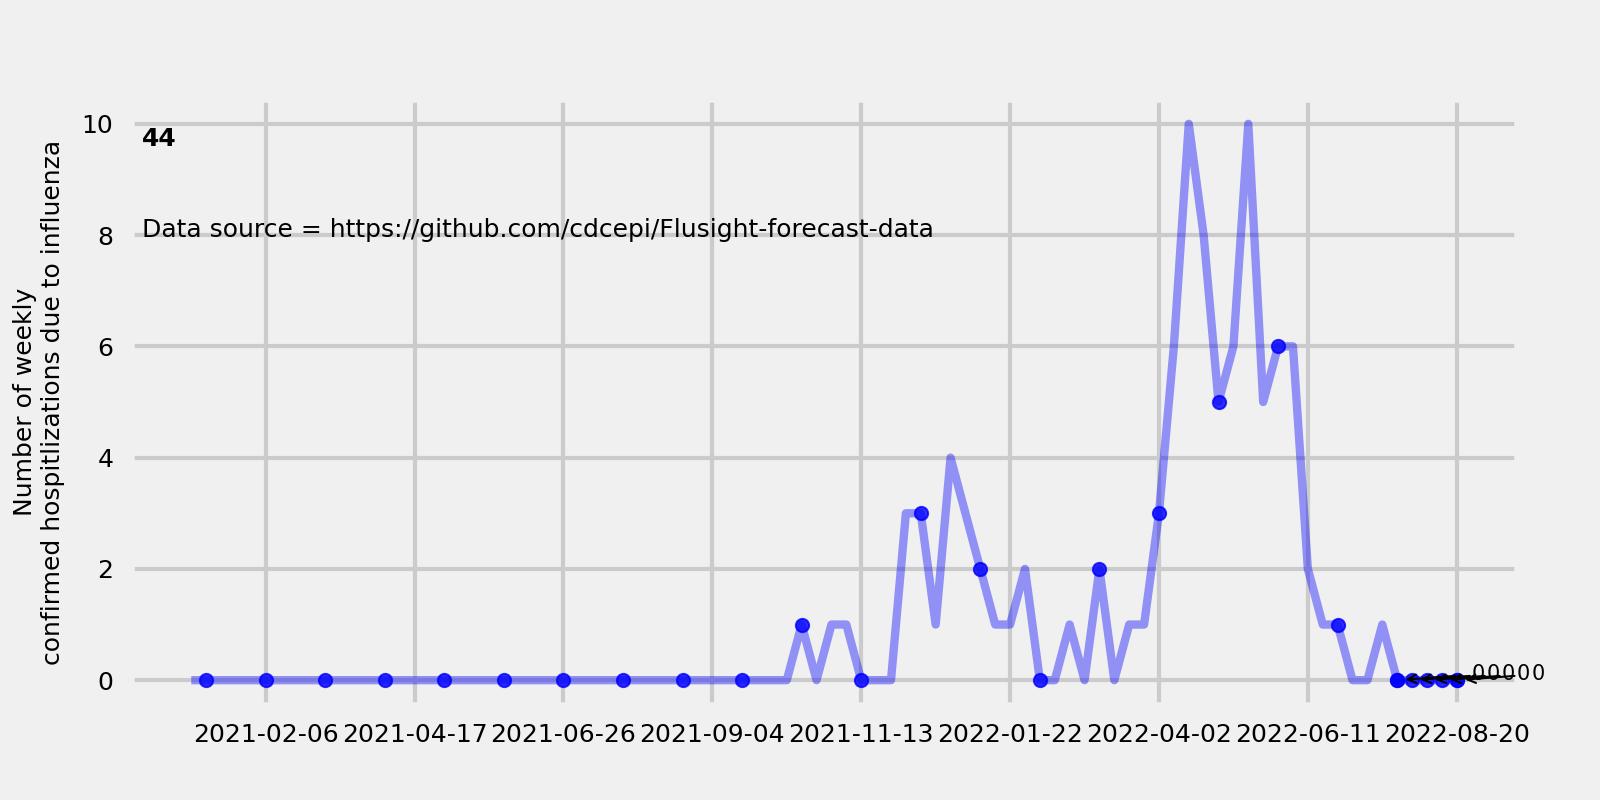 10
44
Data source = https://github.com/cdcepi/Flusight-forecast-data
8
6
4
2
0
Number of weekly
confirmed hospitlizations due to influenza
00000
2021-02-06 2021-04-17 2021-06-26 2021-09-04 2021-11-13 2022-01-22 2022-04-02 2022-06-11 2022-08-20